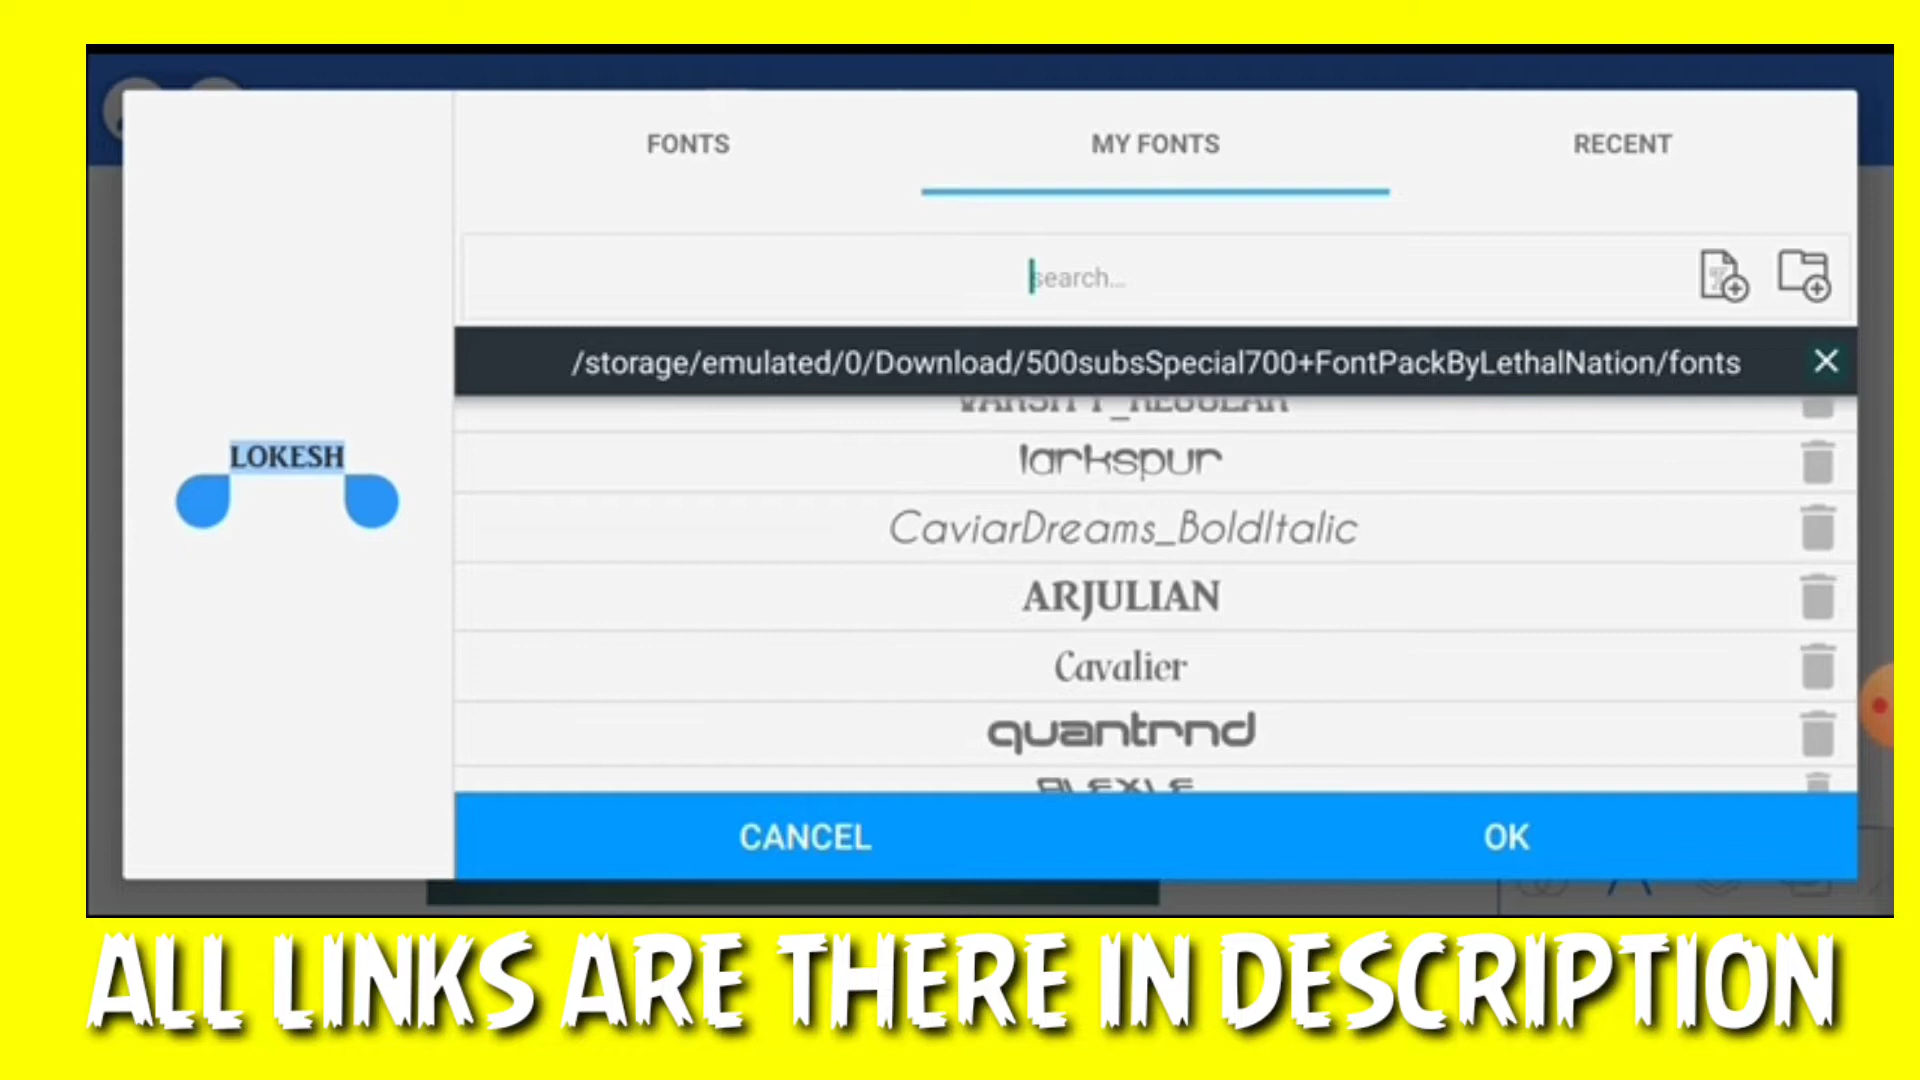 FONTS
MY FONTS
RECENT
search...
/storage/emulated/0/Download/500subsSpecial700+FontPackByLethalNation/fonts
VARSITY_REGULAR
larkspur
CaviarDreams_BoldItalic
LOKESH
ARJULIAN
Cavalier
quantrnd
CANCEL
OK
ALL LINKS ARE THERE IN DESCRIPTION